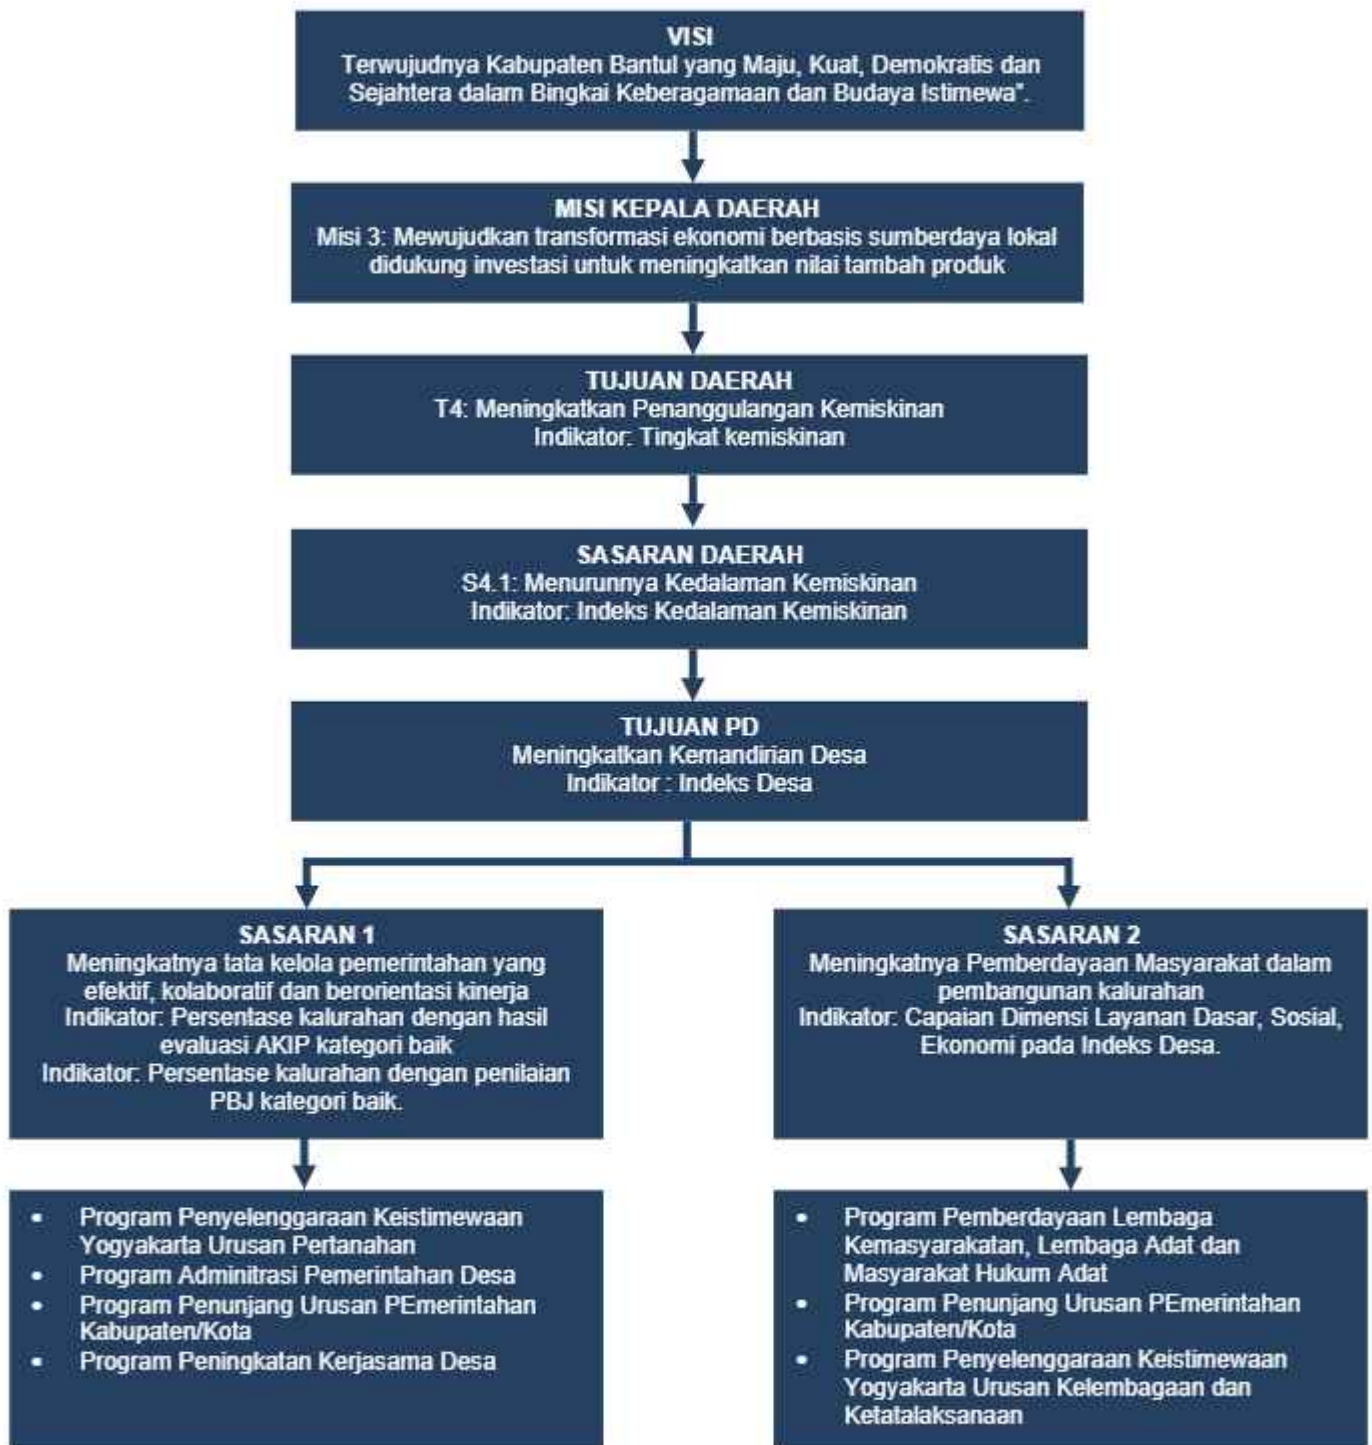 VISI
Terwujudnya Kabupaten Bantul yang Maju, Kuat, Demokratis dan
Sejahtera dalam Bingkai Keberagamaan dan Budaya Istimewa".
MISI KEPALA DAERAH
Misi 3: Mewujudkan transformasi ekonomi berbasis sumberdaya lokal
didukung investasi untuk meningkatkan nilai tambah produk
TUJUAN DAERAH
T4: Meningkatkan Penanggulangan Kemiskinan
Indikator: Tingkat kemiskinan
SASARAN DAERAH
S4.1: Menurunnya Kedalaman Kemiskinan
Indikator: Indeks Kedalaman Kemiskinan
TUJUAN PD
Meningkatkan Kemandirian Desa
Indikator : Indeks Desa
SASARAN 1
Meningkatnya tata kelola pemerintahan yang
efektif, kolaboratif dan berorientasi kinerja
Indikator: Persentase kalurahan dengan hasil
evaluasi AKIP kategori baik
Indikator: Persentase kalurahan dengan penilaian
PBJ kategori baik.
SASARAN 2
Meningkatnya Pemberdayaan Masyarakat dalam
pembangunan kalurahan
Indikator: Capaian Dimensi Layanan Dasar, Sosial,
Ekonomi pada Indeks Desa.
• Program Penyelenggaraan Keistimewaan
Yogyakarta Urusan Pertanahan
• Program Adminitrasi Pemerintahan Desa
• Program Penunjang Urusan PEmerintahan
Kabupaten/Kota
• Program Peningkatan Kerjasama Desa
• Program Pemberdayaan Lembaga
Kemasyarakatan, Lembaga Adat dan
Masyarakat Hukum Adat
• Program Penunjang Urusan PEmerintahan
Kabupaten/Kota
• Program Penyelenggaraan Keistimewaan
Yogyakarta Urusan Kelembagaan dan
Ketatalaksanaan